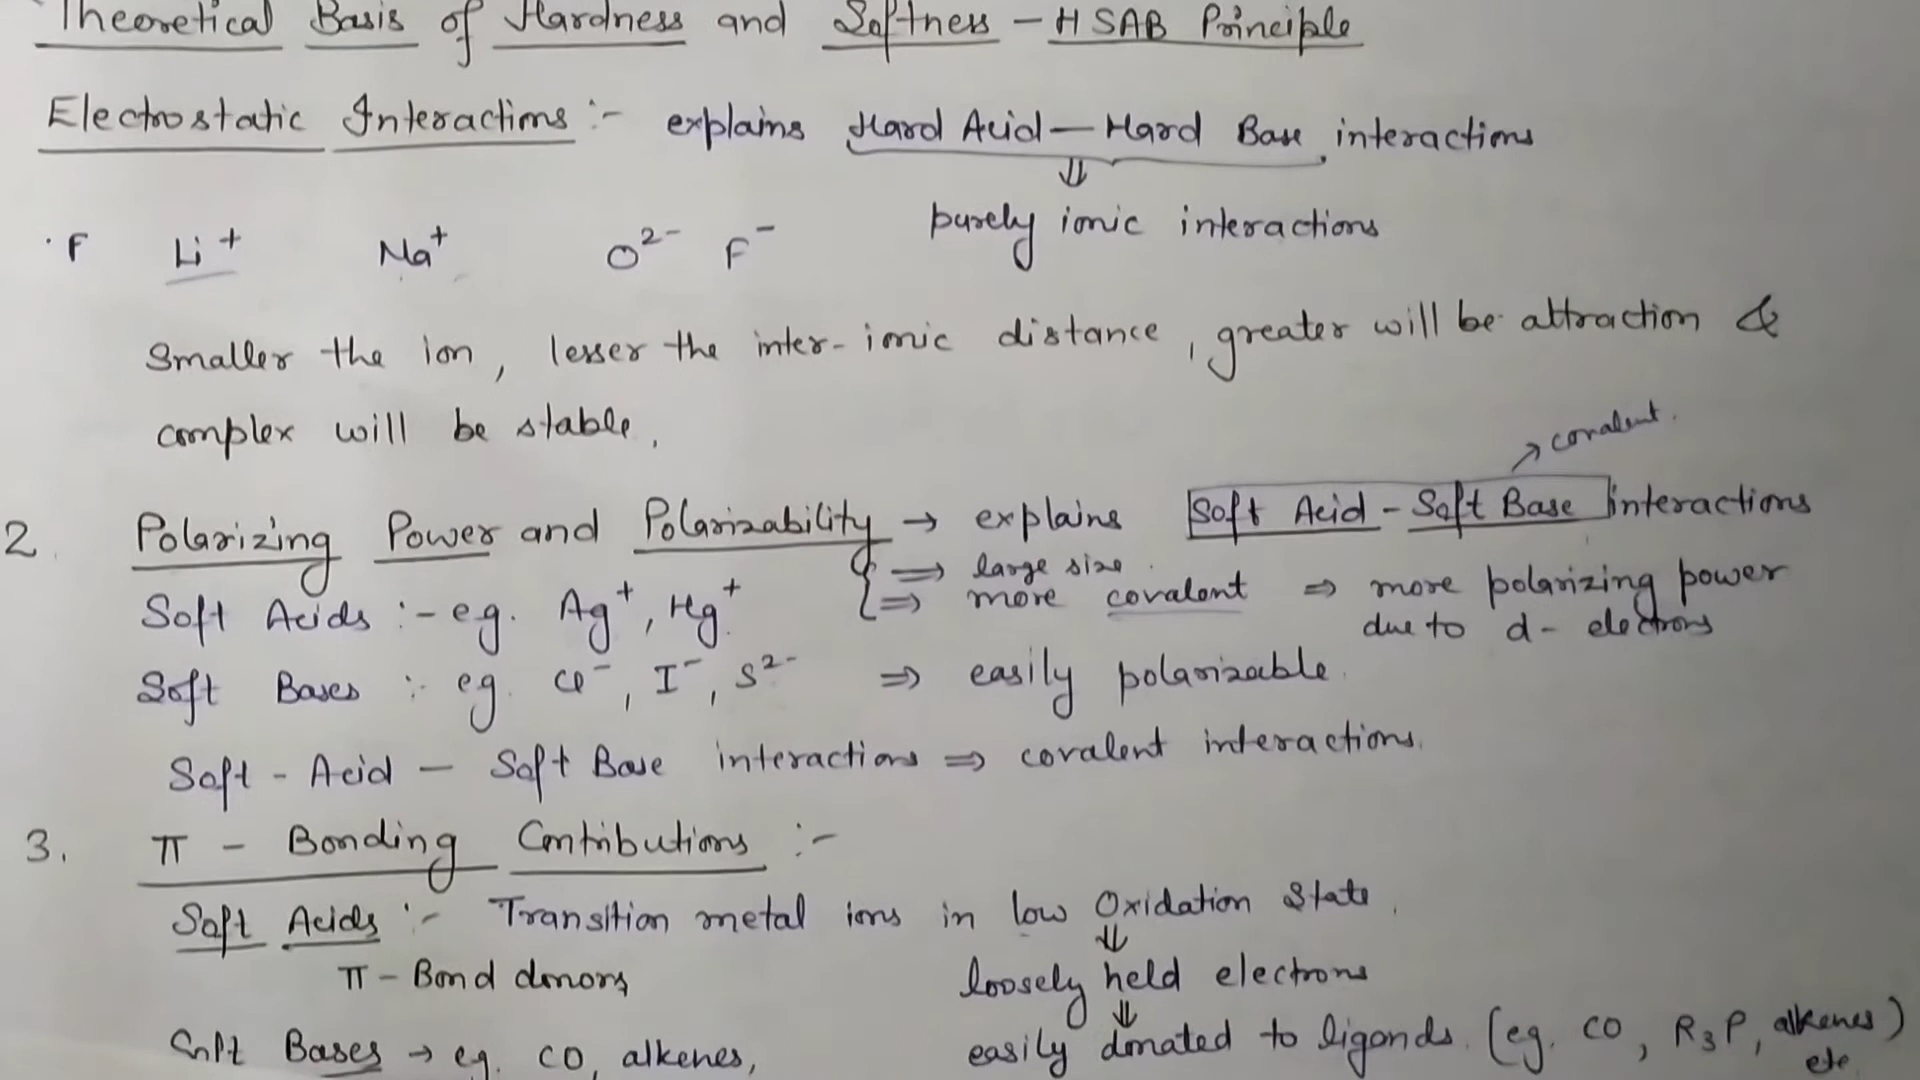 Theoretical Basis of Hardness and Softness - HSAB Principle
Electrostatic Interactions :- explains Hard Acid - Hard Base interactions
⇓
purely ionic interactions
F Li+ Na+ O2- F-
Smaller the ion, lesser the inter-ionic distance, greater will be attraction &
complex will be stable.
→ covalent.
2. Polarizing Power and Polarizability → explains Soft Acid - Soft Base interactions
⇒ large size.
Soft Acids :- eg. Ag+, Hg+ ⇒ more covalent ⇒ more polarizing power
due to d-electrons
Soft Bases :- eg. Cl-, I-, S2- ⇒ easily polarizable.
Soft-Acid - Soft Base interactions ⇒ covalent interactions.
3. π - Bonding Contributions :-
Soft Acids :- Transition metal ions in low Oxidation State.
⇓
π-Bond donors loosely held electrons
⇓
Soft Bases → eg. CO, alkenes, easily donated to ligands. (eg. CO, R3P, alkenes)
etc